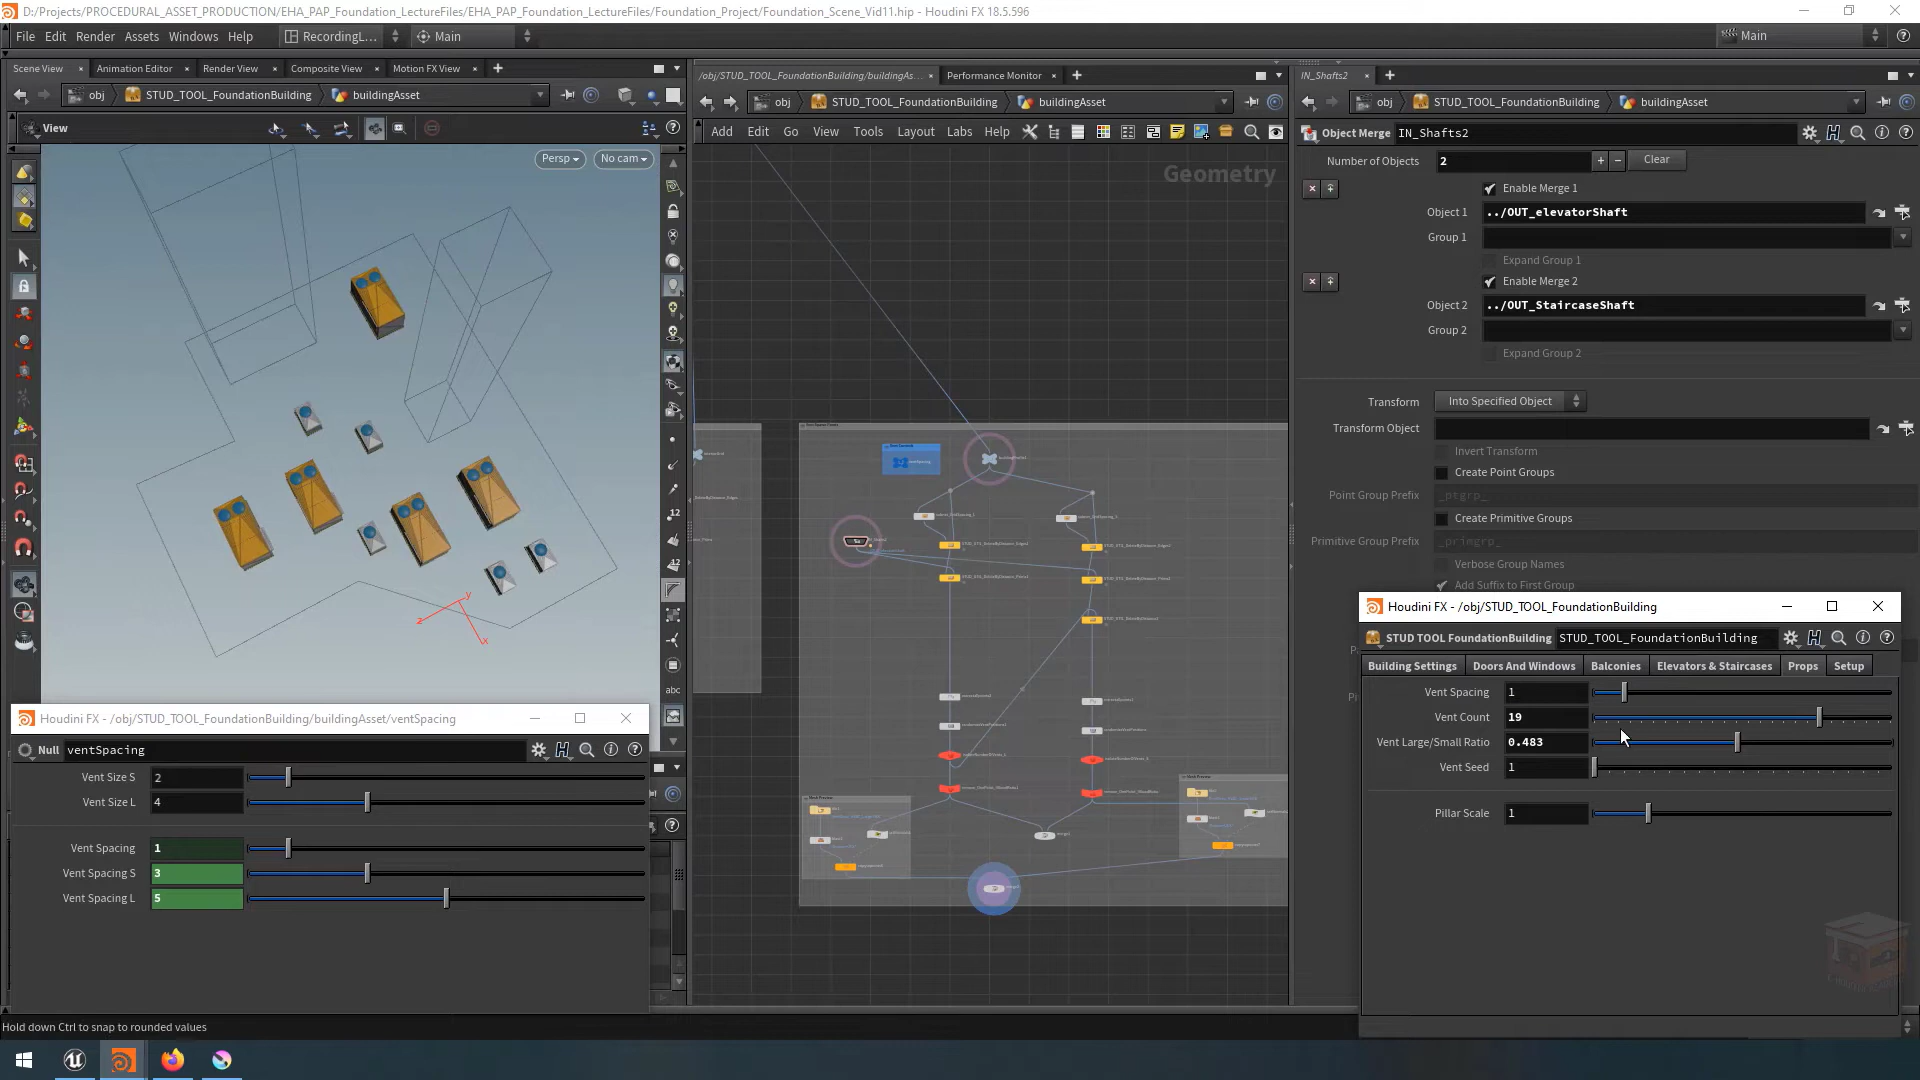 D:/Projects/PROCEDURAL_ASSET_PRODUCTION/EHA_PAP_Foundation_LectureFiles/EHA_PAP_Foundation_LectureFiles/Foundation_Project/Foundation_Scene_Vid11.hip - Houdini FX 18.5.596
File Edit Render Assets Windows Help RecordingL... Main Main
Scene View Animation Editor Render View Composite View Motion FX View
/obj/STUD_TOOL_FoundationBuilding/buildingAs... Performance Monitor
IN_Shafts2
obj STUD_TOOL_FoundationBuilding buildingAsset
obj STUD_TOOL_FoundationBuilding buildingAsset
obj STUD_TOOL_FoundationBuilding buildingAsset
View
Add Edit Go View Tools Layout Labs Help
Object Merge IN_Shafts2
Persp No cam
Geometry
Number of Objects 2 Clear
Enable Merge 1
Object 1 ../OUT_elevatorShaft
Group 1
Expand Group 1
Enable Merge 2
Object 2 ../OUT_StaircaseShaft
Group 2
Expand Group 2
Transform Into Specified Object
Transform Object
Invert Transform
Create Point Groups
Point Group Prefix _ptgrp_
Create Primitive Groups
Primitive Group Prefix _primgrp_
Verbose Group Names
Add Suffix to First Group
y
z
x
12
12
abc
Houdini FX - /obj/STUD_TOOL_FoundationBuilding
STUD TOOL FoundationBuilding STUD_TOOL_FoundationBuilding
Building Settings Doors And Windows Balconies Elevators & Staircases Props Setup
Vent Spacing 1
Vent Count 19
Vent Large/Small Ratio 0.483
Vent Seed 1
Pillar Scale 1
Houdini FX - /obj/STUD_TOOL_FoundationBuilding/buildingAsset/ventSpacing
Null ventSpacing
Vent Size S 2
Vent Size L 4
Vent Spacing 1
Vent Spacing S 3
Vent Spacing L 5
Hold down Ctrl to snap to rounded values